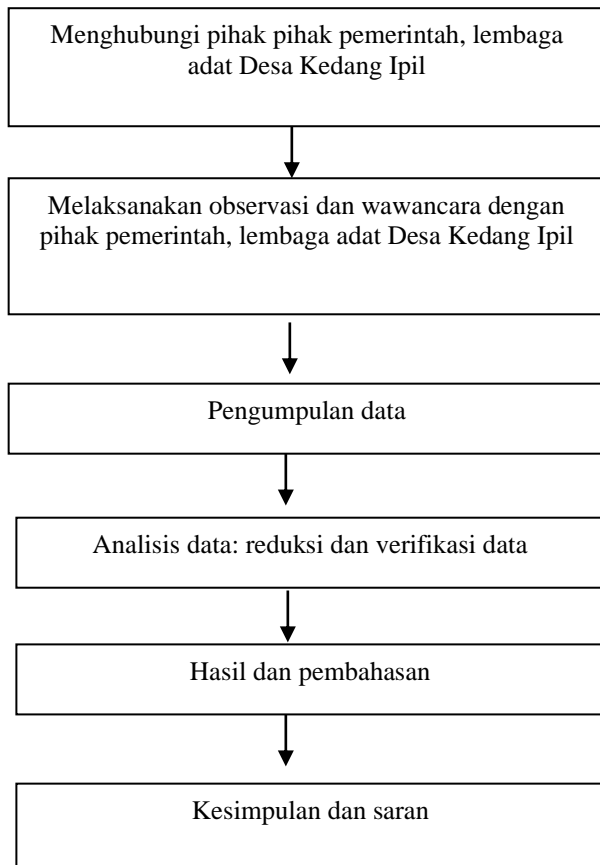 Menghubungi pihak pihak pemerintah, lembaga
adat Desa Kedang Ipil
Melaksanakan observasi dan wawancara dengan
pihak pemerintah, lembaga adat Desa Kedang Ipil
Pengumpulan data
Analisis data: reduksi dan verifikasi data
Hasil dan pembahasan
Kesimpulan dan saran